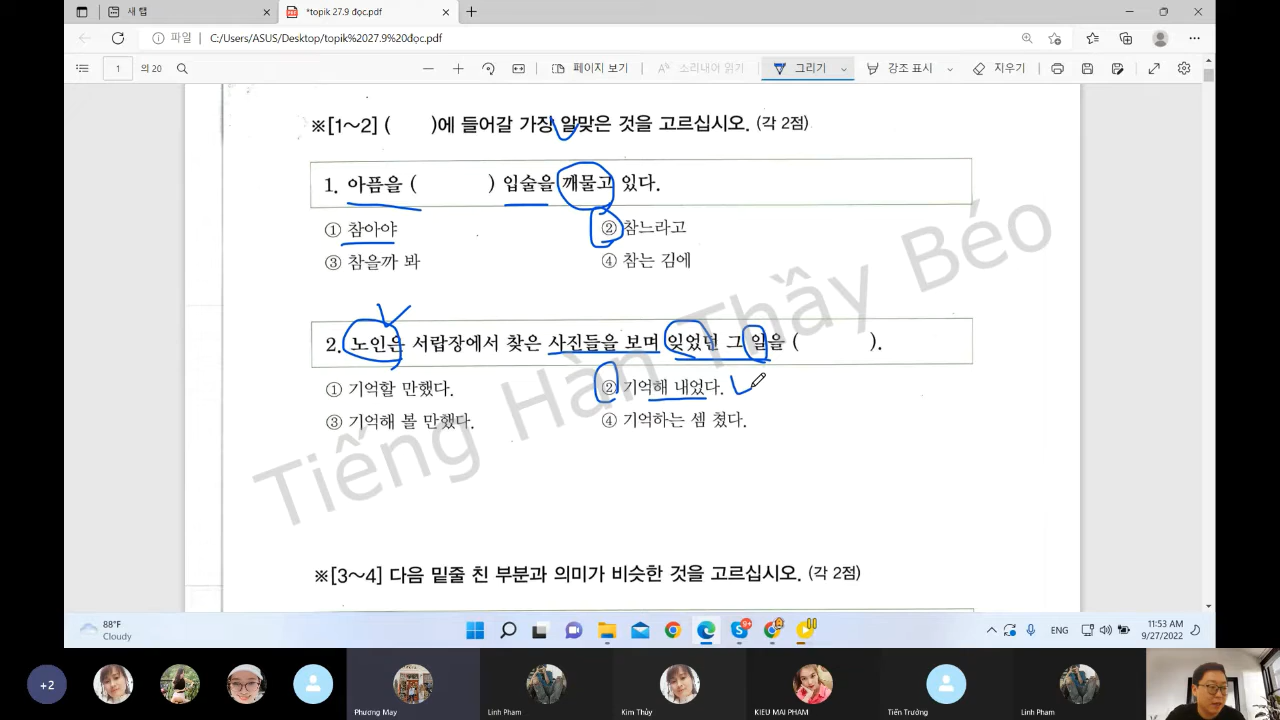 새 탭
*topik 27.9 đọc.pdf
파일 C:/Users/ASUS/Desktop/topik%2027.9%20đọc.pdf
1 의 20 페이지 보기 소리내어 읽기 그리기 강조 표시 지우기
※[1~2] ( )에 들어갈 가장 알맞은 것을 고르십시오. (각 2점)
1. 아픔을 ( ) 입술을 깨물고 있다.
① 참아야 ② 참느라고
③ 참을까 봐 ④ 참는 김에
2. 노인은 서랍장에서 찾은 사진들을 보며 잊었던 그 일을 ( ).
① 기억할 만했다. ② 기억해 내었다.
③ 기억해 볼 만했다. ④ 기억하는 셈 쳤다.
Tiếng Hàn Thầy Béo
※[3~4] 다음 밑줄 친 부분과 의미가 비슷한 것을 고르십시오. (각 2점)
88°F
Cloudy
9+
ENG
11:53 AM
9/27/2022
+2
Phương May
Linh Pham
Kim Thủy
KIEU MAI PHAM
Tiến Trưởng
Linh Pham